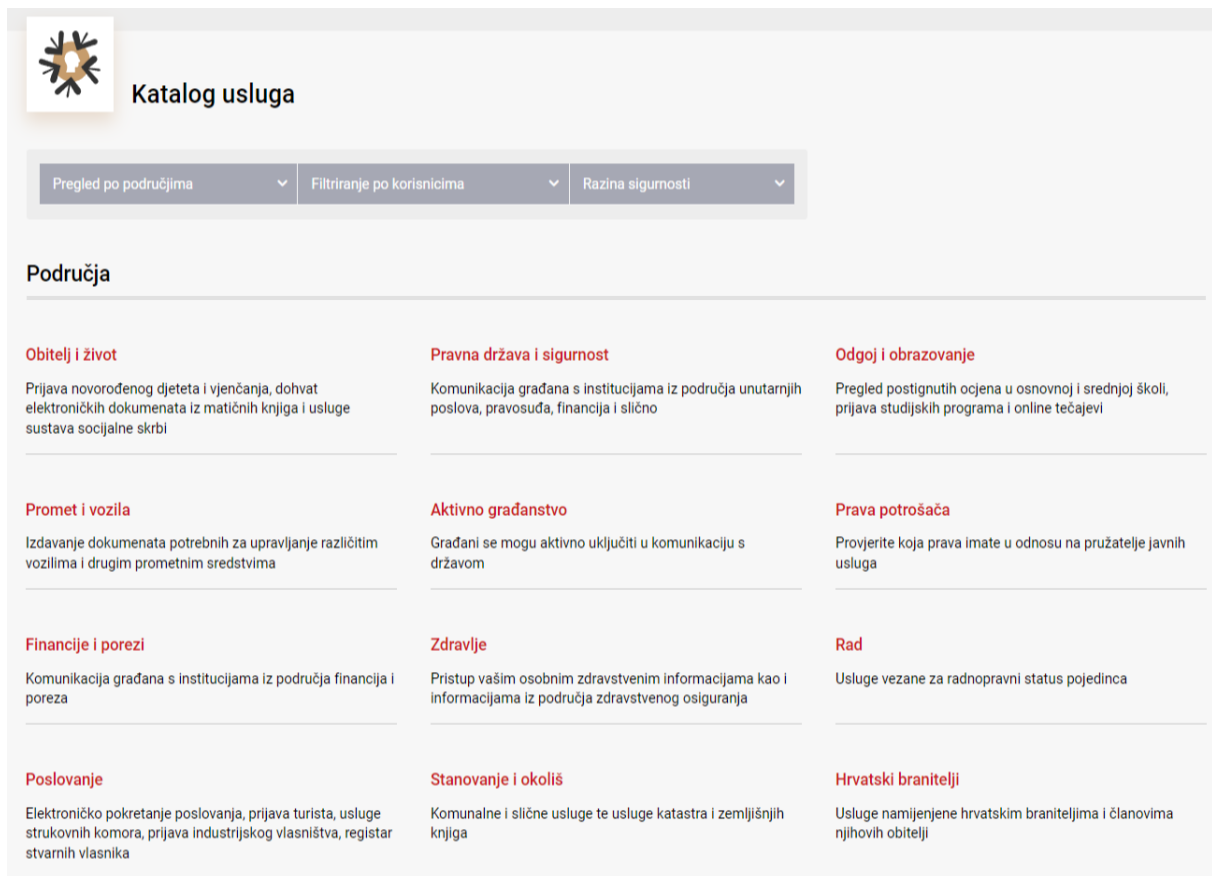 Katalog usluga
Pregled po područjima
Filtriranje po korisnicima
Razina sigurnosti
Područja
Obitelj i život
Prijava novorođenog djeteta i vjenčanja, dohvat
elektroničkih dokumenata iz matičnih knjiga i usluge
sustava socijalne skrbi
Pravna država i sigurnost
Komunikacija građana s institucijama iz područja unutarnjih
poslova, pravosuđa, financija i slično
Odgoj i obrazovanje
Pregled postignutih ocjena u osnovnoj i srednjoj školi,
prijava studijskih programa i online tečajevi
Promet i vozila
Izdavanje dokumenata potrebnih za upravljanje različitim
vozilima i drugim prometnim sredstvima
Aktivno građanstvo
Građani se mogu aktivno uključiti u komunikaciju s
državom
Prava potrošača
Provjerite koja prava imate u odnosu na pružatelje javnih
usluga
Financije i porezi
Komunikacija građana s institucijama iz područja financija i
poreza
Zdravlje
Pristup vašim osobnim zdravstvenim informacijama kao i
informacijama iz područja zdravstvenog osiguranja
Rad
Usluge vezane za radnopravni status pojedinca
Poslovanje
Elektroničko pokretanje poslovanja, prijava turista, usluge
strukovnih komora, prijava industrijskog vlasništva, registar
stvarnih vlasnika
Stanovanje i okoliš
Komunalne i slične usluge te usluge katastra i zemljišnjih
knjiga
Hrvatski branitelji
Usluge namijenjene hrvatskim braniteljima i članovima
njihovih obitelji